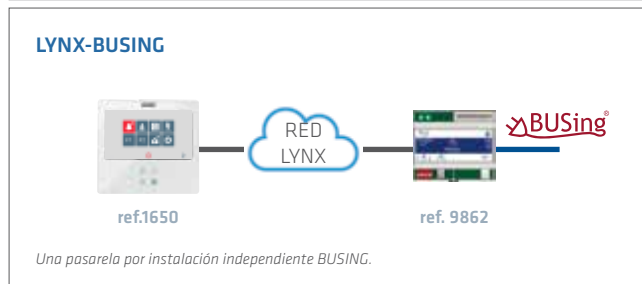 LYNX-BUSING
RED
LYNX
BUSing®
ref.1650
ref. 9862
Una pasarela por instalación independiente BUSING.